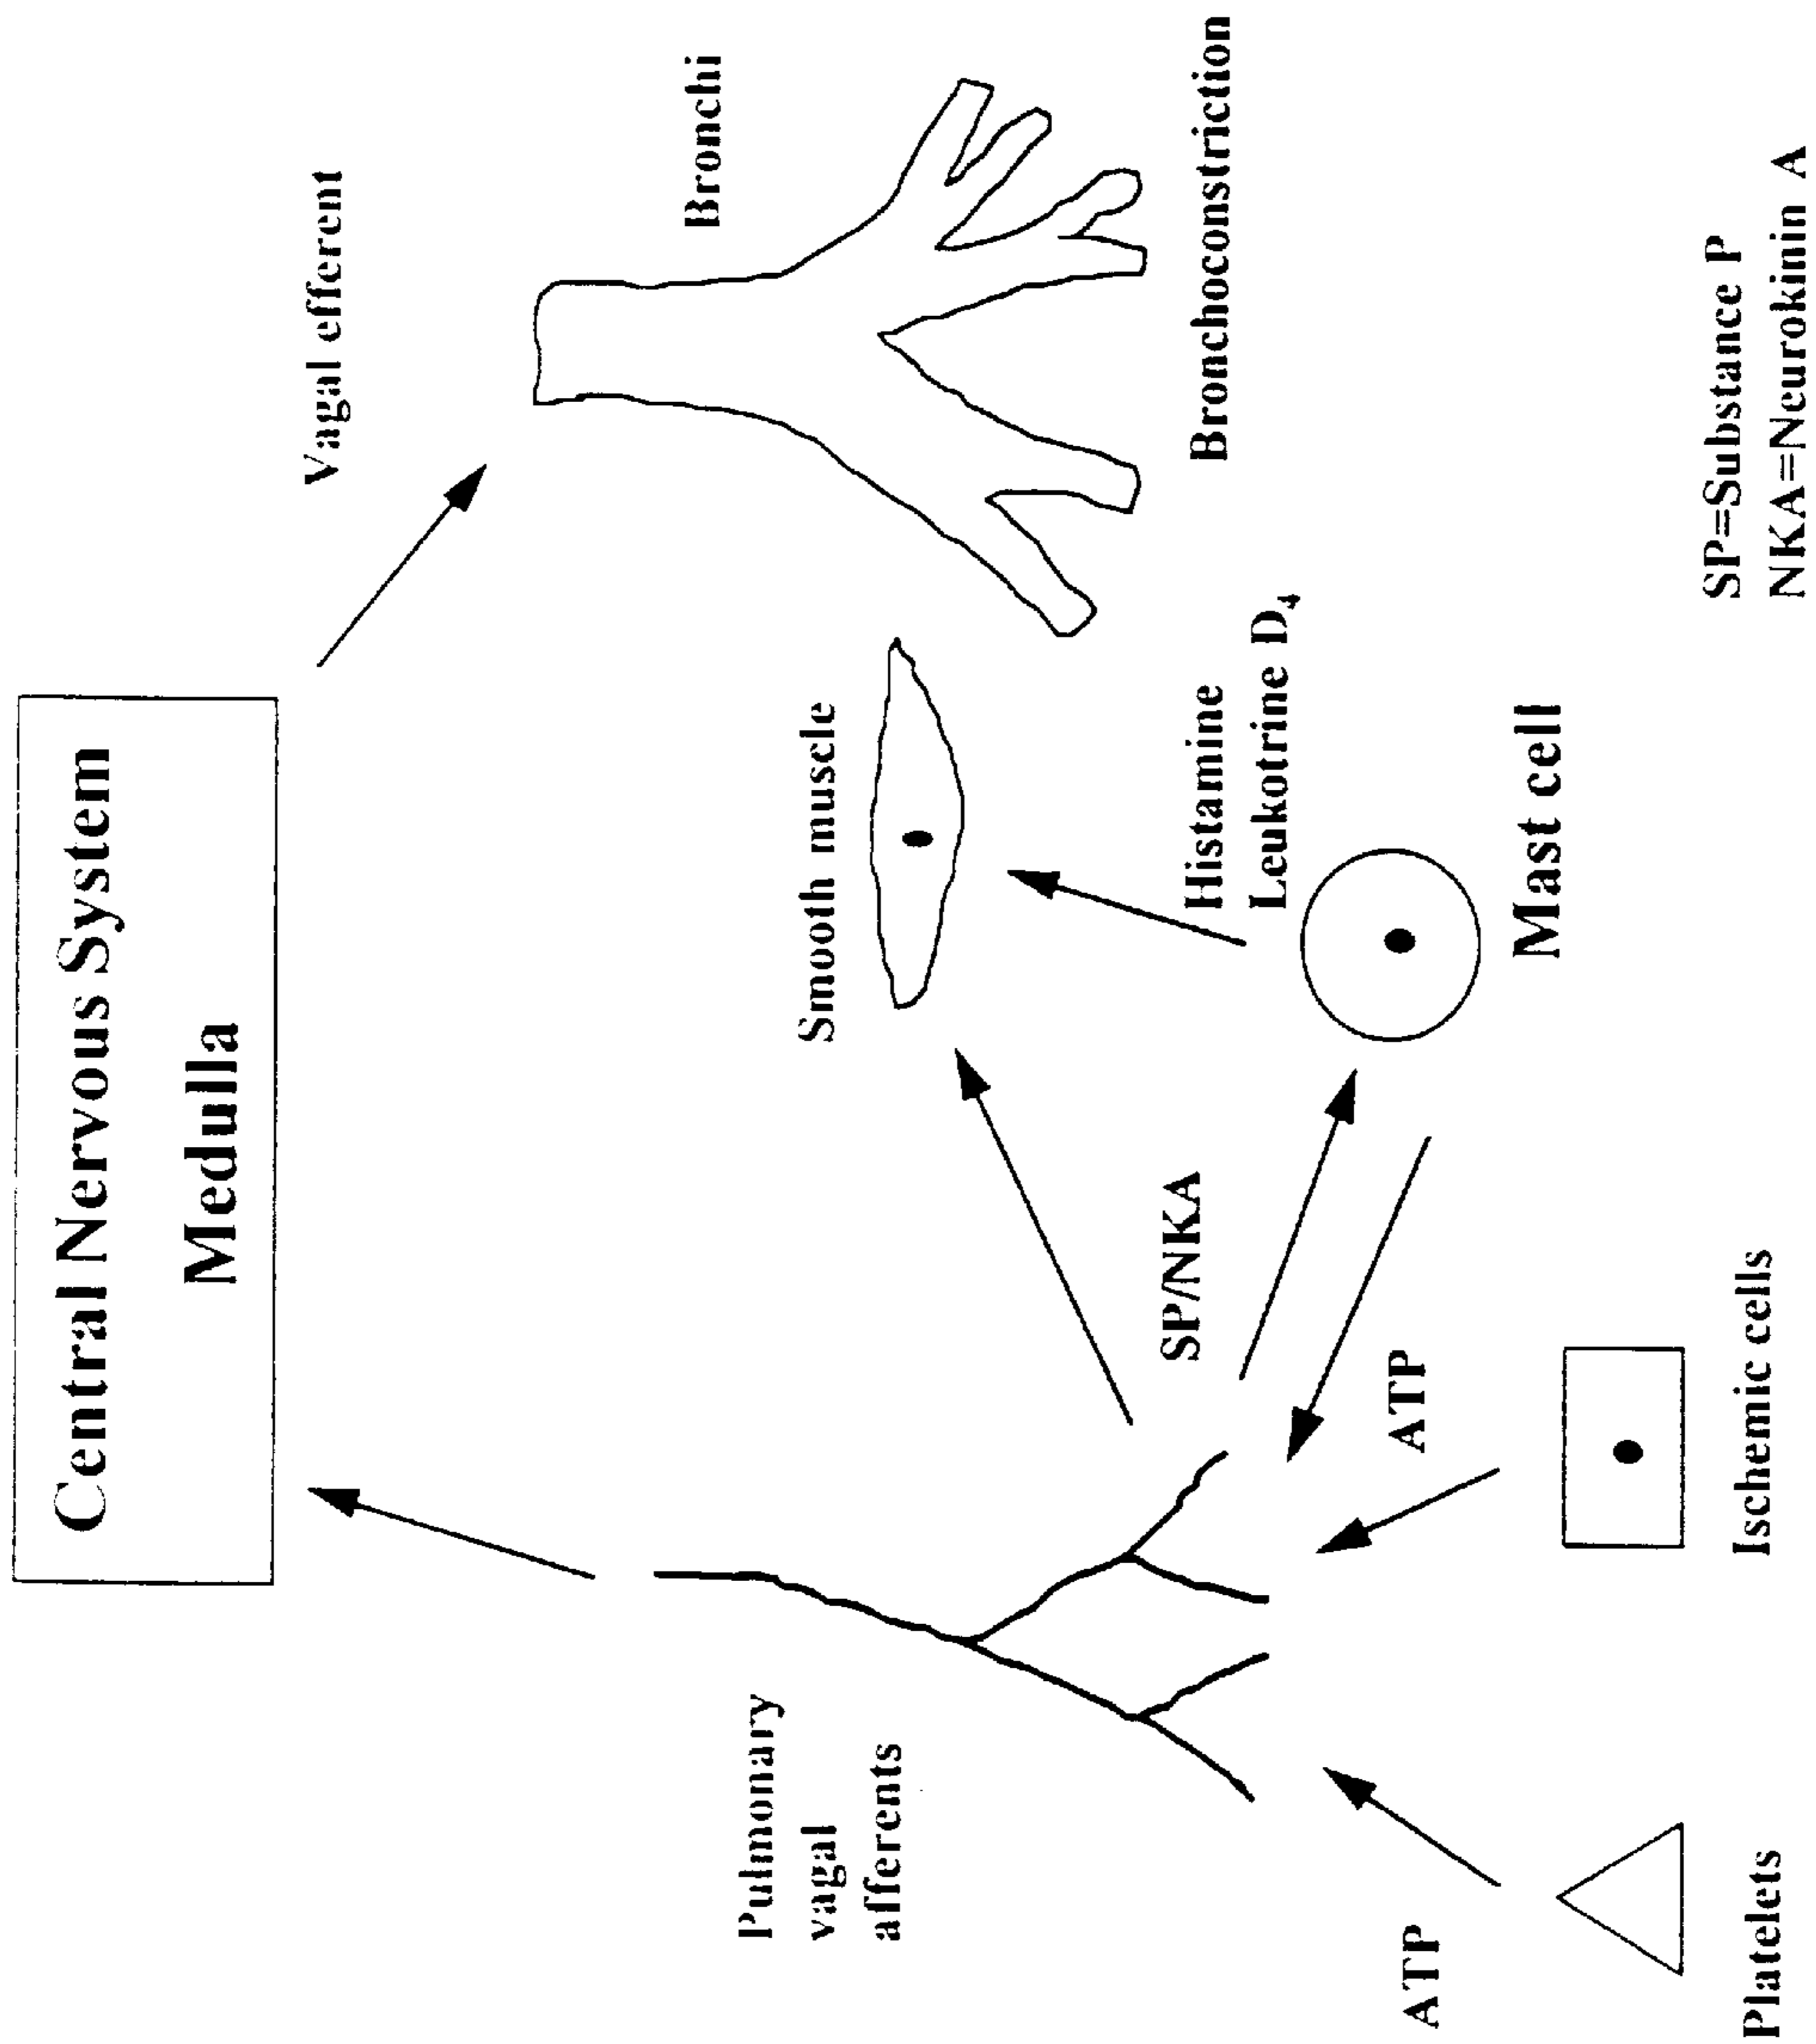 Central Nervous System
Medulla
Vagal efferent
Pulmonary
vagal
afferents
Smooth muscle
Bronchi
SP/NKA
Histamine
Leukotrine D₄
Bronchoconstriction
ATP
ATP
Mast cell
Platelets
Ischemic cells
SP=Substance P
NKA=Neurokinin A